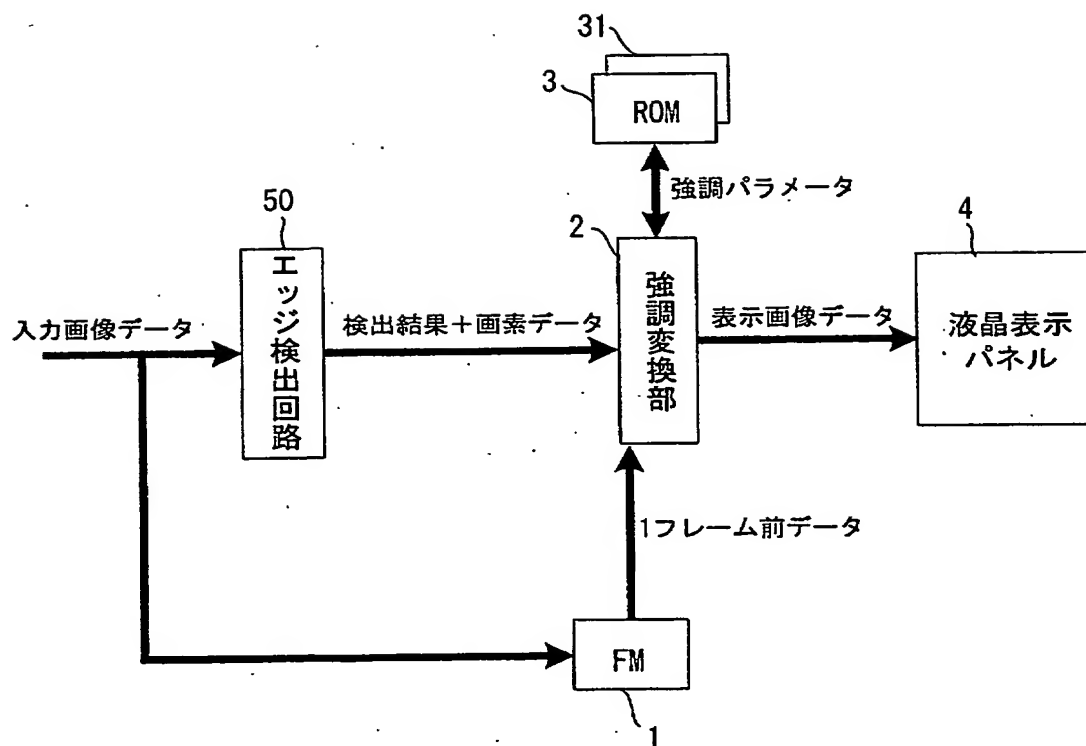 31
3
ROM
強調パラメータ
50
エッジ検出回路
2
強調変換部
4
液晶表示
パネル
入力画像データ
検出結果+画素データ
表示画像データ
1フレーム前データ
FM
1